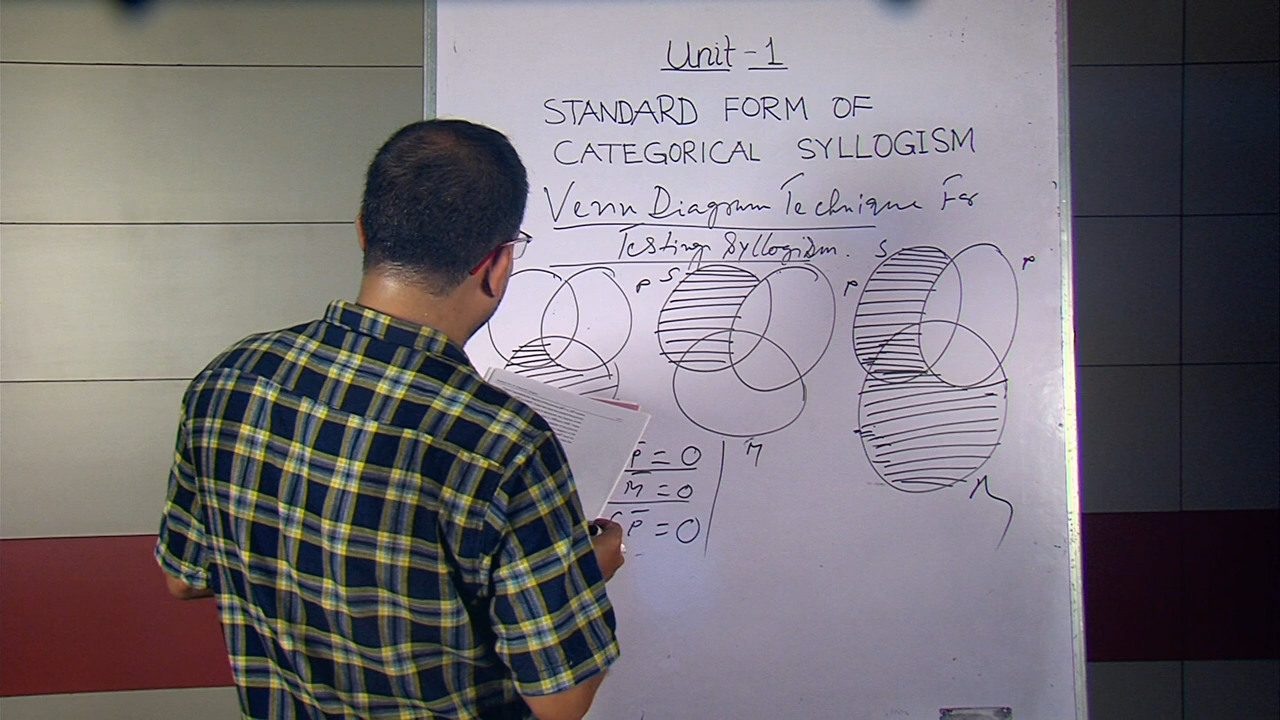 Unit-1
STANDARD FORM OF
CATEGORICAL SYLLOGISM
Venn Diagram Technique For
Testing Syllogism.
P S P S P
P̅ = 0
M = 0
P̅ = 0
M
M